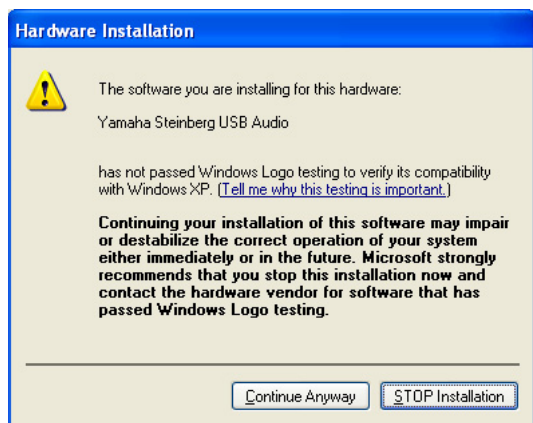 Hardware Installation
The software you are installing for this hardware:
Yamaha Steinberg USB Audio
has not passed Windows Logo testing to verify its compatibility
with Windows XP. (Tell me why this testing is important.)
Continuing your installation of this software may impair
or destabilize the correct operation of your system
either immediately or in the future. Microsoft strongly
recommends that you stop this installation now and
contact the hardware vendor for software that has
passed Windows Logo testing.
Continue Anyway
STOP Installation